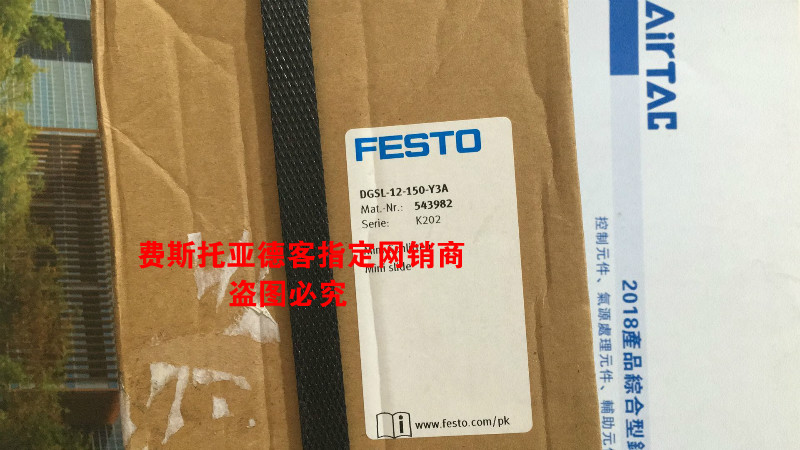 FESTO
DGSL-12-150-Y3A
Mat.-Nr.: 543982
Serie: K202
Mini slide
www.festo.com/pk
费斯托亚德客指定网销商
盗图必究
AirTAC
2018產品綜合型
控制元件、氣源處理元件、輔助元